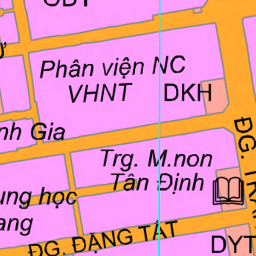 Phân viện NC
VHNT
DKH
nh Gia
Trg. M.non
Tân Định
ung học
ang
ĐG. ĐẶNG TẤT
ĐG. TR
DYT